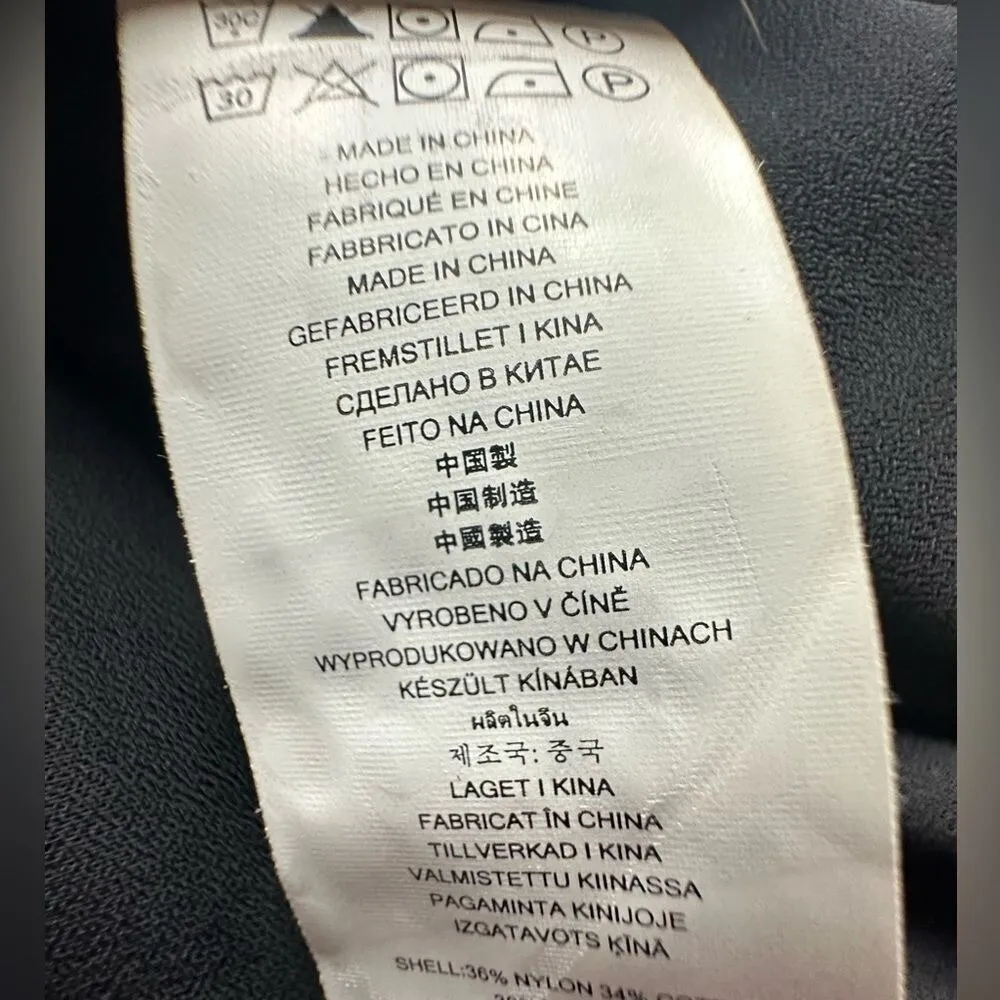 30C
P
30
P
MADE IN CHINA
HECHO EN CHINA
FABRIQUÉ EN CHINE
FABBRICATO IN CINA
MADE IN CHINA
GEFABRICEERD IN CHINA
FREMSTILLET I KINA
СДЕЛАНО В КИТАЕ
FEITO NA CHINA
中国製
中国制造
中國製造
FABRICADO NA CHINA
VYROBENO V ČÍNĚ
WYPRODUKOWANO W CHINACH
KÉSZÜLT KÍNÁBAN
ผลิตในจีน
제조국: 중국
LAGET I KINA
FABRICAT ÎN CHINA
TILLVERKAD I KINA
VALMISTETTU KIINASSA
PAGAMINTA KINIJOJE
IZGATAVOTS ĶĪNĀ
SHELL:36% NYLON 34%